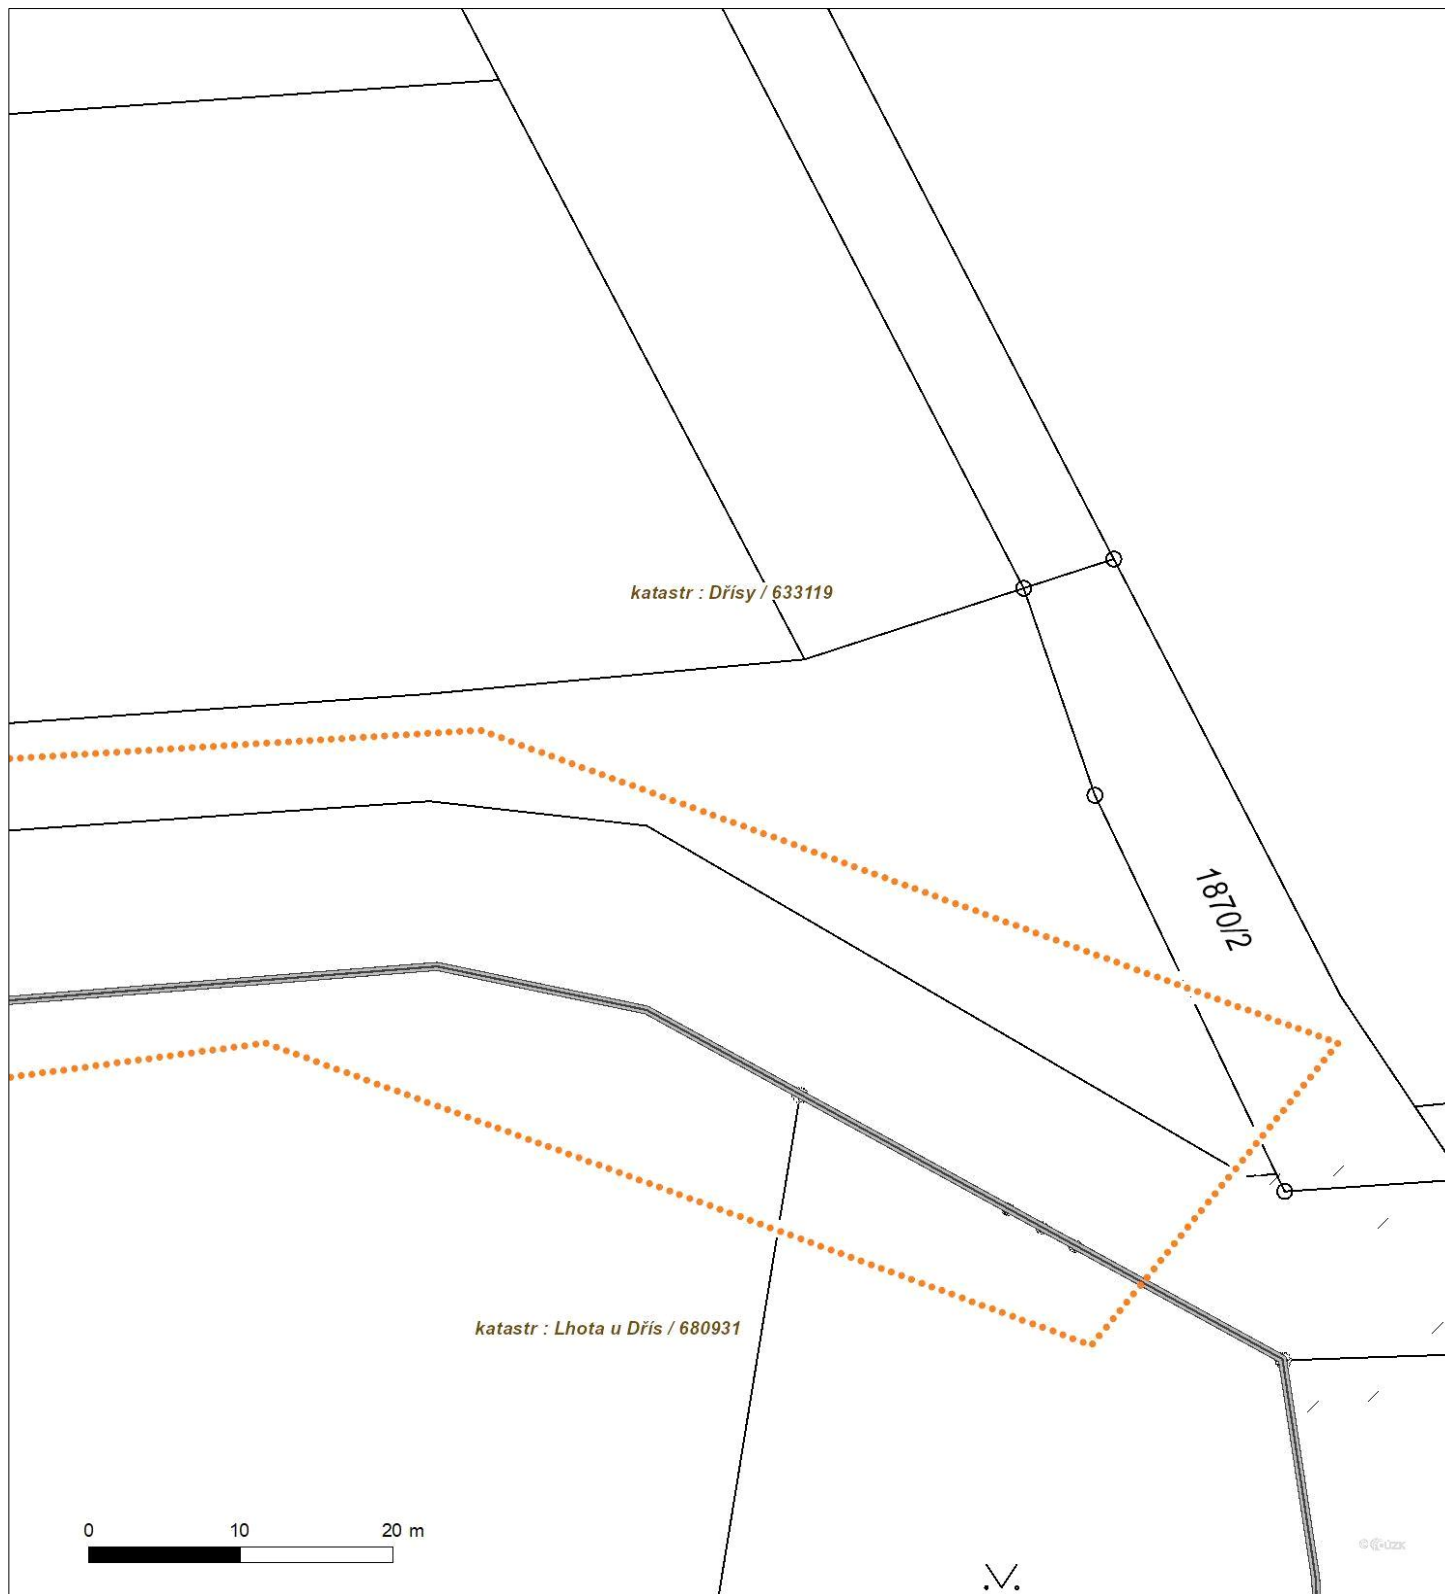 katastr : Dřísy / 633119
1870/2
katastr : Lhota u Dřís / 680931
0 10 20 m